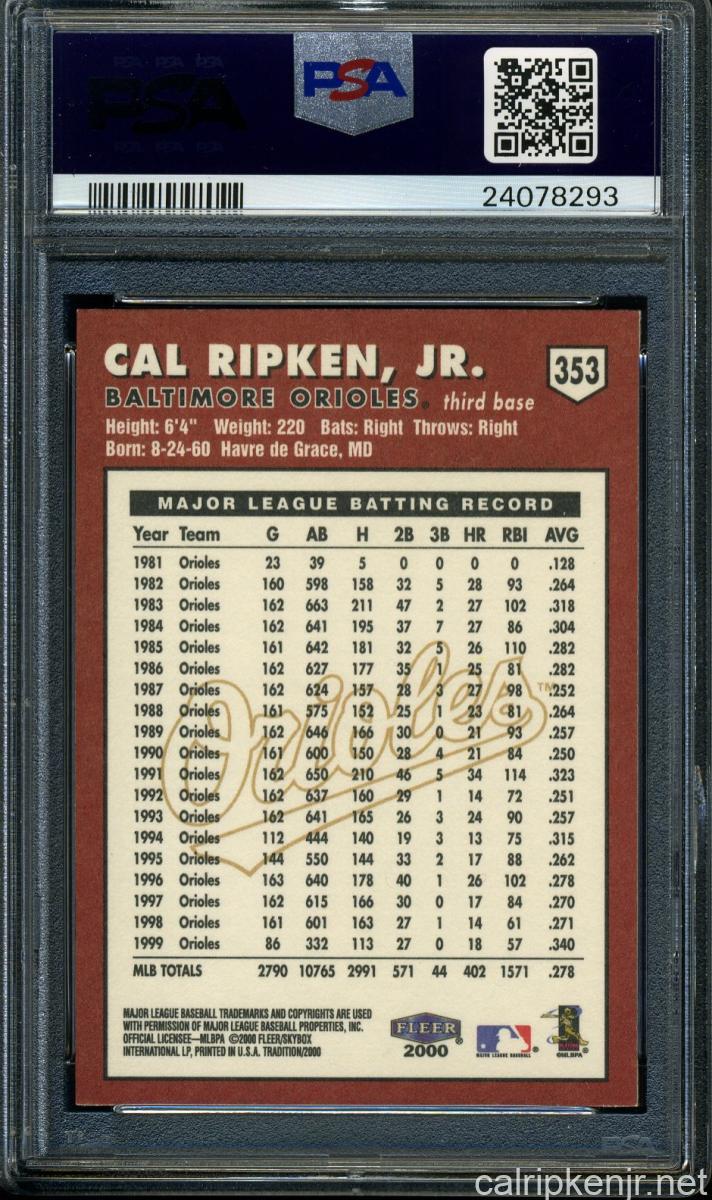 PSA PSA PSA
PSA
PSA PSA PSA
PSA
24078293
CAL RIPKEN, JR.
353
BALTIMORE ORIOLES® third base
Height: 6'4" Weight: 220 Bats: Right Throws: Right
Born: 8-24-60 Havre de Grace, MD
MAJOR LEAGUE BATTING RECORD
Year Team G AB H 2B 3B HR RBI AVG
1981 Orioles 23 39 5 0 0 0 0 .128
1982 Orioles 160 598 158 32 5 28 93 .264
1983 Orioles 162 663 211 47 2 27 102 .318
1984 Orioles 162 641 195 37 7 27 86 .304
1985 Orioles 161 642 181 32 5 26 110 .282
1986 Orioles 162 627 177 35 1 25 81 .282
1987 Orioles 162 624 157 28 3 27 98 .252
1988 Orioles 161 575 152 25 1 23 81 .264
1989 Orioles 162 646 166 30 0 21 93 .257
1990 Orioles 161 600 150 28 4 21 84 .250
1991 Orioles 162 650 210 46 5 34 114 .323
1992 Orioles 162 637 160 29 1 14 72 .251
1993 Orioles 162 641 165 26 3 24 90 .257
1994 Orioles 112 444 140 19 3 13 75 .315
1995 Orioles 144 550 144 33 2 17 88 .262
1996 Orioles 163 640 178 40 1 26 102 .278
1997 Orioles 162 615 166 30 0 17 84 .270
1998 Orioles 161 601 163 27 1 14 61 .271
1999 Orioles 86 332 113 27 0 18 57 .340
MLB TOTALS 2790 10765 2991 571 44 402 1571 .278
Orioles™
MAJOR LEAGUE BASEBALL TRADEMARKS AND COPYRIGHTS ARE USED
WITH PERMISSION OF MAJOR LEAGUE BASEBALL PROPERTIES, INC.
OFFICIAL LICENSEE—MLBPA ©2000 FLEER/SKYBOX
INTERNATIONAL LP, PRINTED IN U.S.A. TRADITION/2000
FLEER
2000
MAJOR LEAGUE BASEBALL®
©MLBPA
PSA
calripkenjr.net